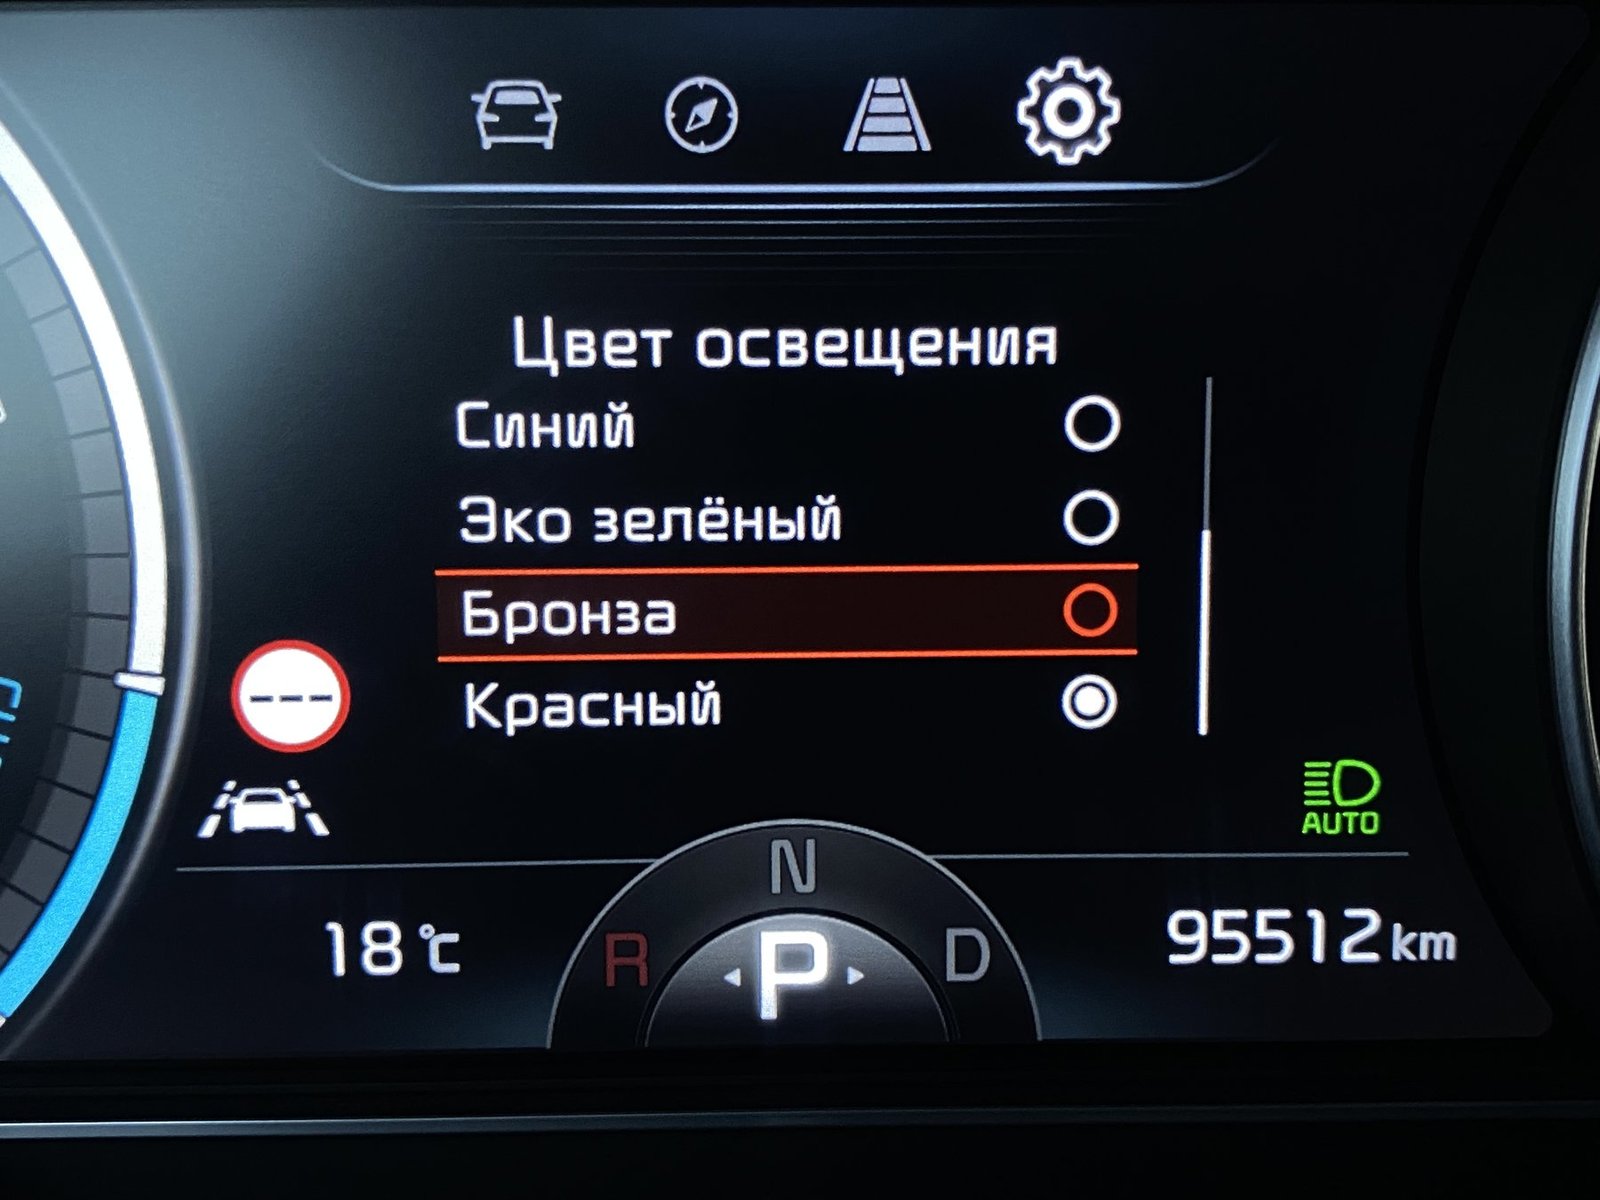 Цвет освещения
Синий
Эко зелёный
Бронза
Красный
---
AUTO
N
R P D
18 °C
95512 km